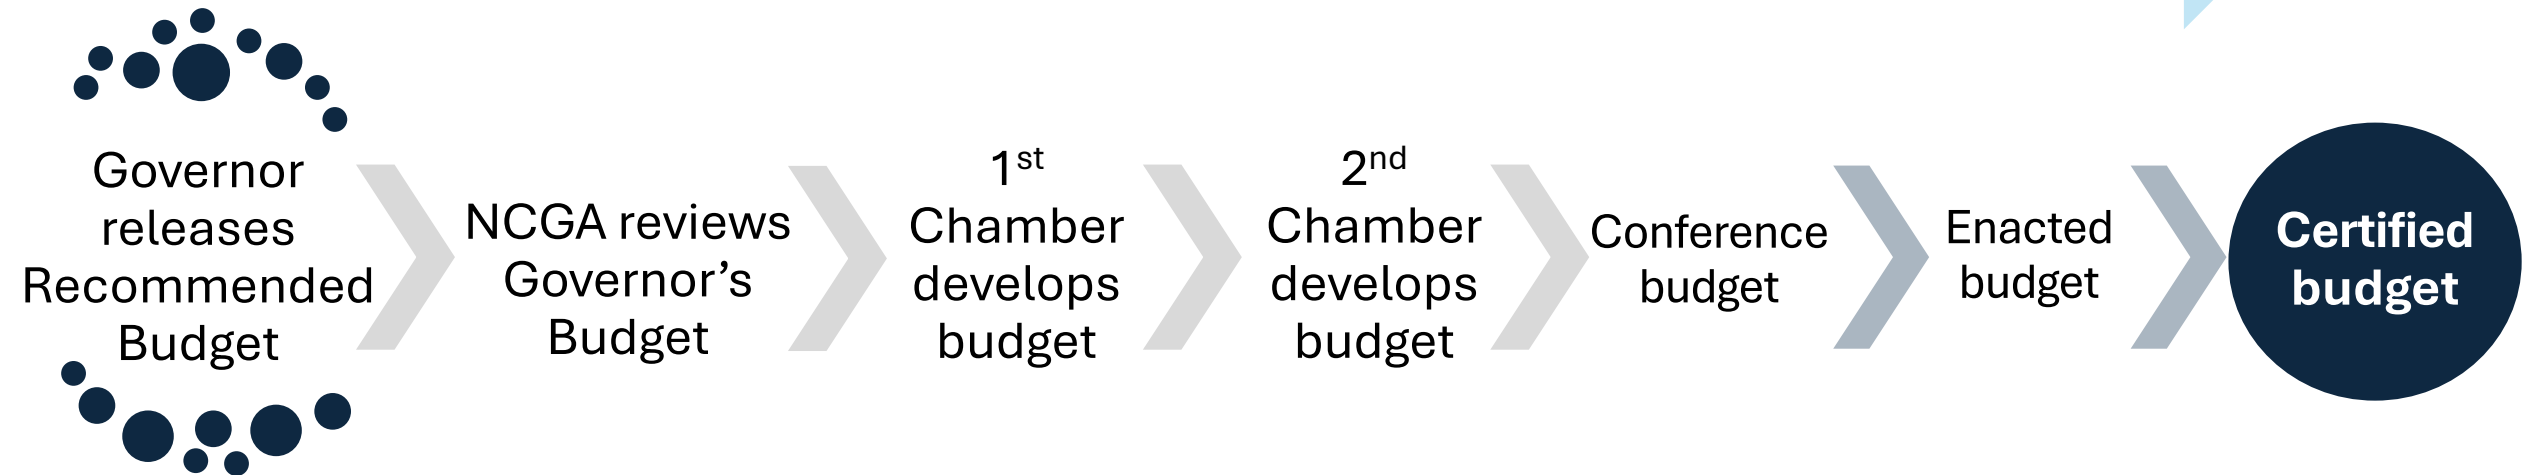 Governor
releases
Recommended
Budget
NCGA reviews
Governor’s
Budget
1st
Chamber
develops
budget
2nd
Chamber
develops
budget
Conference
budget
Enacted
budget
Certified
budget